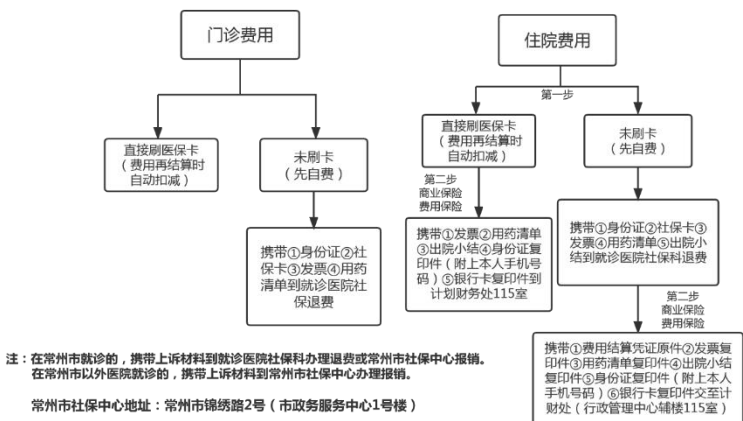 门诊费用
直接刷医保卡
（费用再结算时
自动扣减）
未刷卡
（先自费）
携带①身份证②社
保卡③发票④用药
清单到就诊医院社
保退费
住院费用
第一步
直接刷医保卡
（费用再结算时
自动扣减）
未刷卡
（先自费）
第二步
商业保险
费用保险
携带①发票②用药清单
③出院小结④身份证复
印件（附上本人手机号
码）⑤银行卡复印件到
计划财务处115室
携带①身份证②社保卡③
发票④用药清单⑤出院小
结到就诊医院社保科退费
第二步
商业保险
费用保险
携带①费用结算凭证原件②发票复
印件③用药清单复印件④出院小结
复印件⑤身份证复印件（附上本人
手机号码）⑥银行卡复印件交至计
财处（行政管理中心辅楼115室）
注：在常州市就诊的，携带上诉材料到就诊医院社保科办理退费或常州市社保中心报销。
在常州市以外医院就诊的，携带上诉材料到常州市社保中心办理报销。
常州市社保中心地址：常州市锦绣路2号（市政务服务中心1号楼）